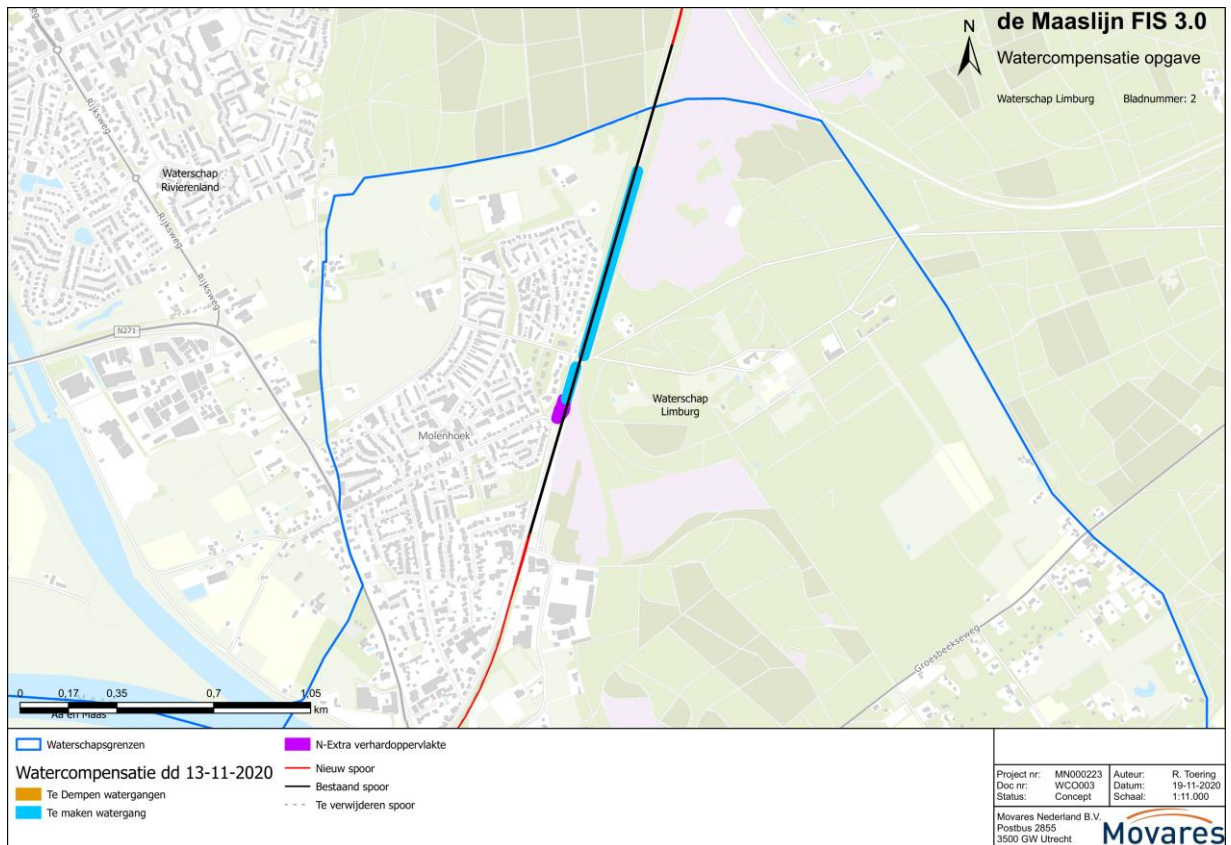 de Maaslijn FIS 3.0
N
Watercompensatie opgave
Waterschap Limburg Bladnummer: 2
Rijksweg
Rijksweg
Waterschap
Rivierenland
Rijksweg
Rijksweg
N271
Waterschap
Limburg
Molenhoek
Groesbeekseweg
0 0,17 0,35 0,7 1,05
km
Aa en Maas
Waterschapsgrenzen
Watercompensatie dd 13-11-2020
Te Dempen watergangen
Te maken watergang
N-Extra verhardoppervlakte
Nieuw spoor
Bestaand spoor
Te verwijderen spoor
Project nr: MN000223 Auteur: R. Toering
Doc nr: WCO003 Datum: 19-11-2020
Status: Concept Schaal: 1:11.000
Movares Nederland B.V.
Postbus 2855
3500 GW Utrecht
Movares